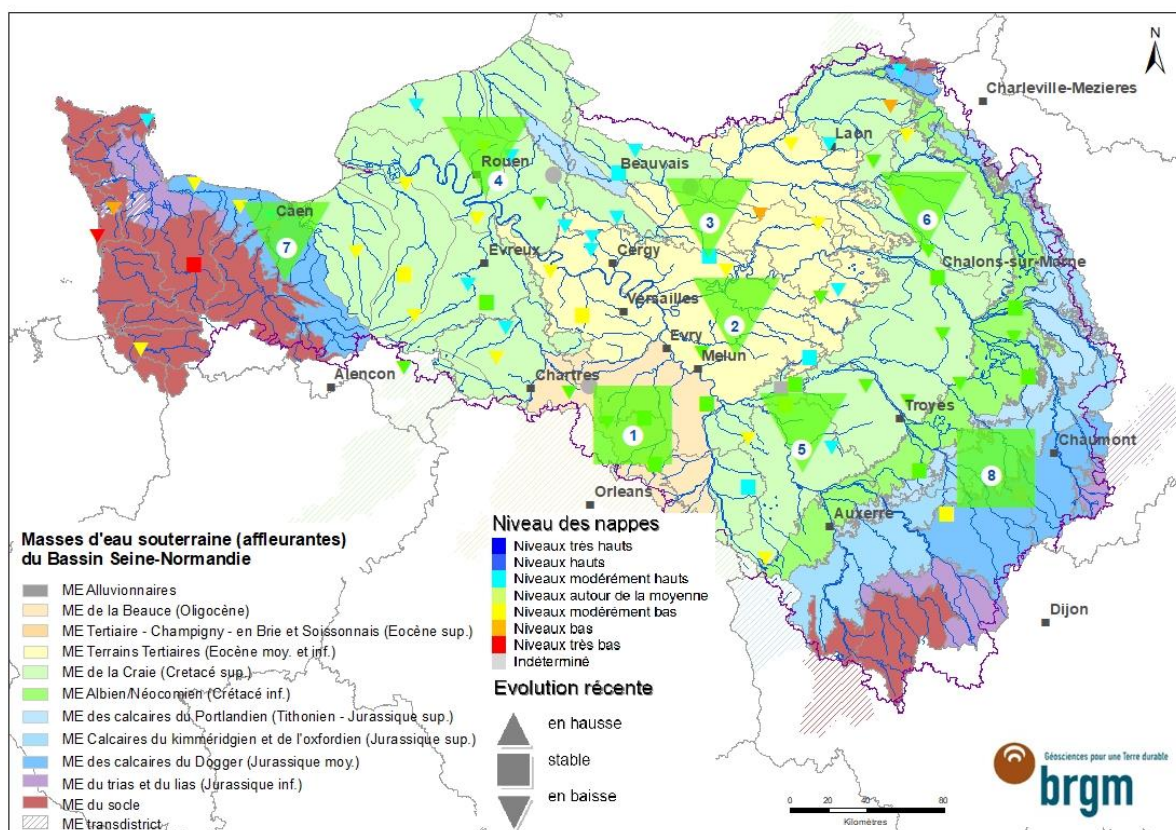 N
Charleville-Mezieres
Laon
Rouen
Beauvais
4
3
6
Caen
7
Evreux
Cergy
Chalons-sur-Marne
Versailles
2
Evry
Melun
Alencon
Chartres
1
5
Troyes
Chaumont
8
Orleans
Auxerre
Dijon
Masses d'eau souterraine (affleurantes)
du Bassin Seine-Normandie
ME Alluvionnaires
ME de la Beauce (Oligocène)
ME Tertiaire - Champigny - en Brie et Soissonnais (Eocène sup.)
ME Terrains Tertiaires (Eocène moy. et inf.)
ME de la Craie (Cretacé sup.)
ME Albien/Néocomien (Crétacé inf.)
ME des calcaires du Portlandien (Tithonien - Jurassique sup.)
ME Calcaires du kimméridgien et de l'oxfordien (Jurassique sup.)
ME des calcaires du Dogger (Jurassique moy.)
ME du trias et du lias (Jurassique inf.)
ME du socle
ME transdistrict
Niveau des nappes
Niveaux très hauts
Niveaux hauts
Niveaux modérément hauts
Niveaux autour de la moyenne
Niveaux modérément bas
Niveaux bas
Niveaux très bas
Indéterminé
Evolution récente
en hausse
stable
en baisse
0 20 40 60 80
Kilomètres
Géosciences pour une Terre durable
brgm